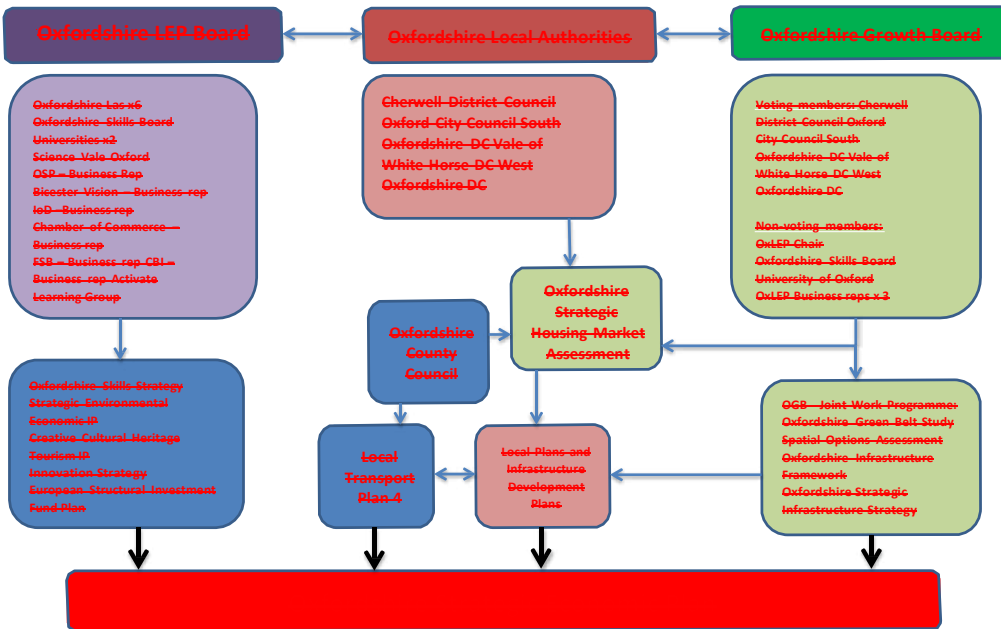 Oxfordshire LEP Board
Oxfordshire Local Authorities
Oxfordshire Growth Board
Oxfordshire Las x6
Oxfordshire Skills Board
Universities x2
Science Vale Oxford
OSP – Business Rep
Bicester Vision – Business rep
IoD - Business rep
Chamber of Commerce –
Business rep
FSB – Business rep CBI –
Business rep Activate
Learning Group
Cherwell District Council
Oxford City Council South
Oxfordshire DC Vale of
White Horse DC West
Oxfordshire DC
Voting members: Cherwell
District Council Oxford
City Council South
Oxfordshire DC Vale of
White Horse DC West
Oxfordshire DC
Non-voting members:
OxLEP Chair
Oxfordshire Skills Board
University of Oxford
OxLEP Business reps x 3
Oxfordshire
Strategic
Housing Market
Assessment
Oxfordshire
County
Council
Oxfordshire Skills Strategy
Strategic Environmental
Economic IP
Creative Cultural Heritage
Tourism IP
Innovation Strategy
European Structural Investment
Fund Plan
Local
Transport
Plan 4
Local Plans and
Infrastructure
Development
Plans
OGB - Joint Work Programme:
Oxfordshire Green Belt Study
Spatial Options Assessment
Oxfordshire Infrastructure
Framework
Oxfordshire Strategic
Infrastructure Strategy